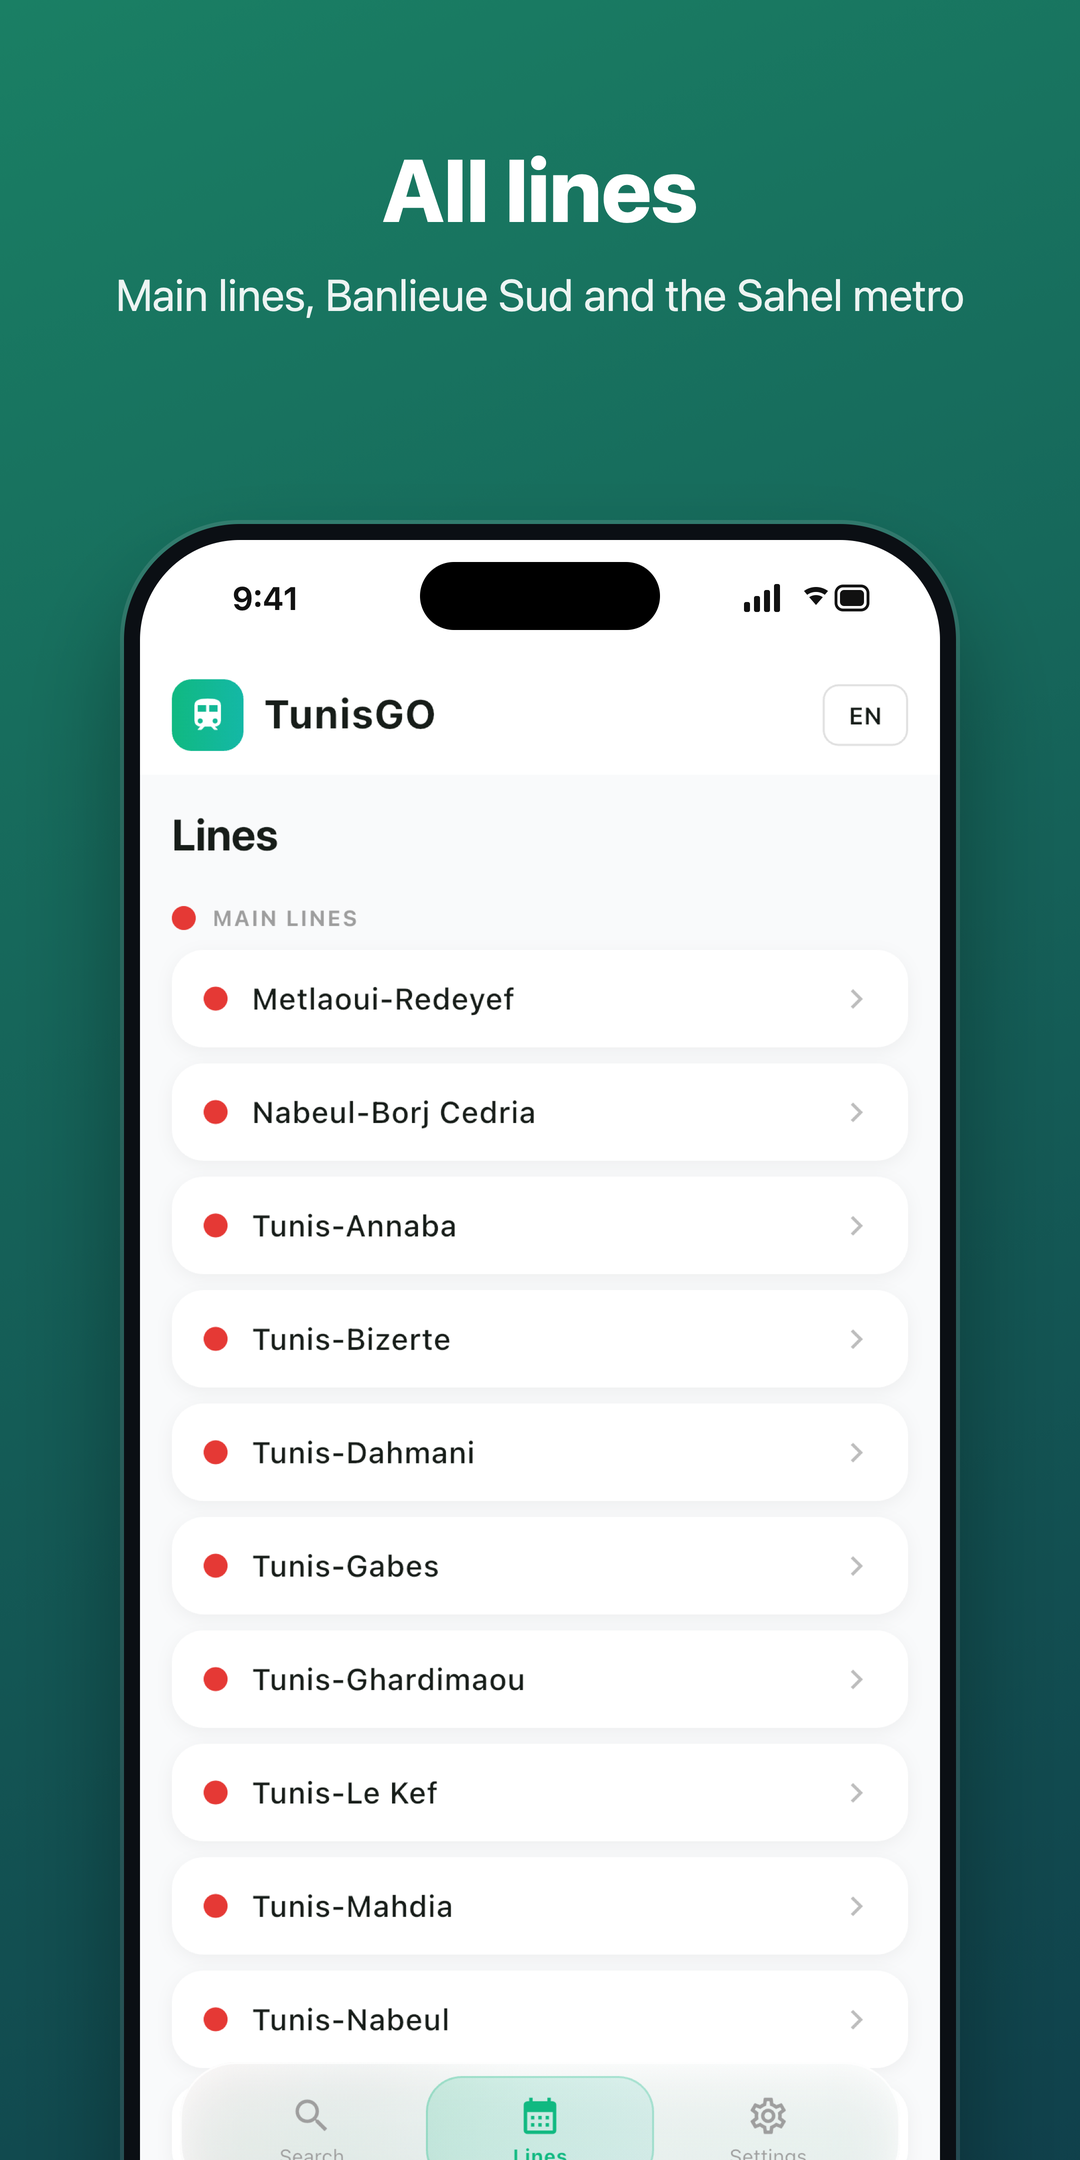 All lines
Main lines, Banlieue Sud and the Sahel metro
9:41
TunisGO
EN
Lines
MAIN LINES
Metlaoui-Redeyef
Nabeul-Borj Cedria
Tunis-Annaba
Tunis-Bizerte
Tunis-Dahmani
Tunis-Gabes
Tunis-Ghardimaou
Tunis-Le Kef
Tunis-Mahdia
Tunis-Nabeul
Search
Lines
Settings